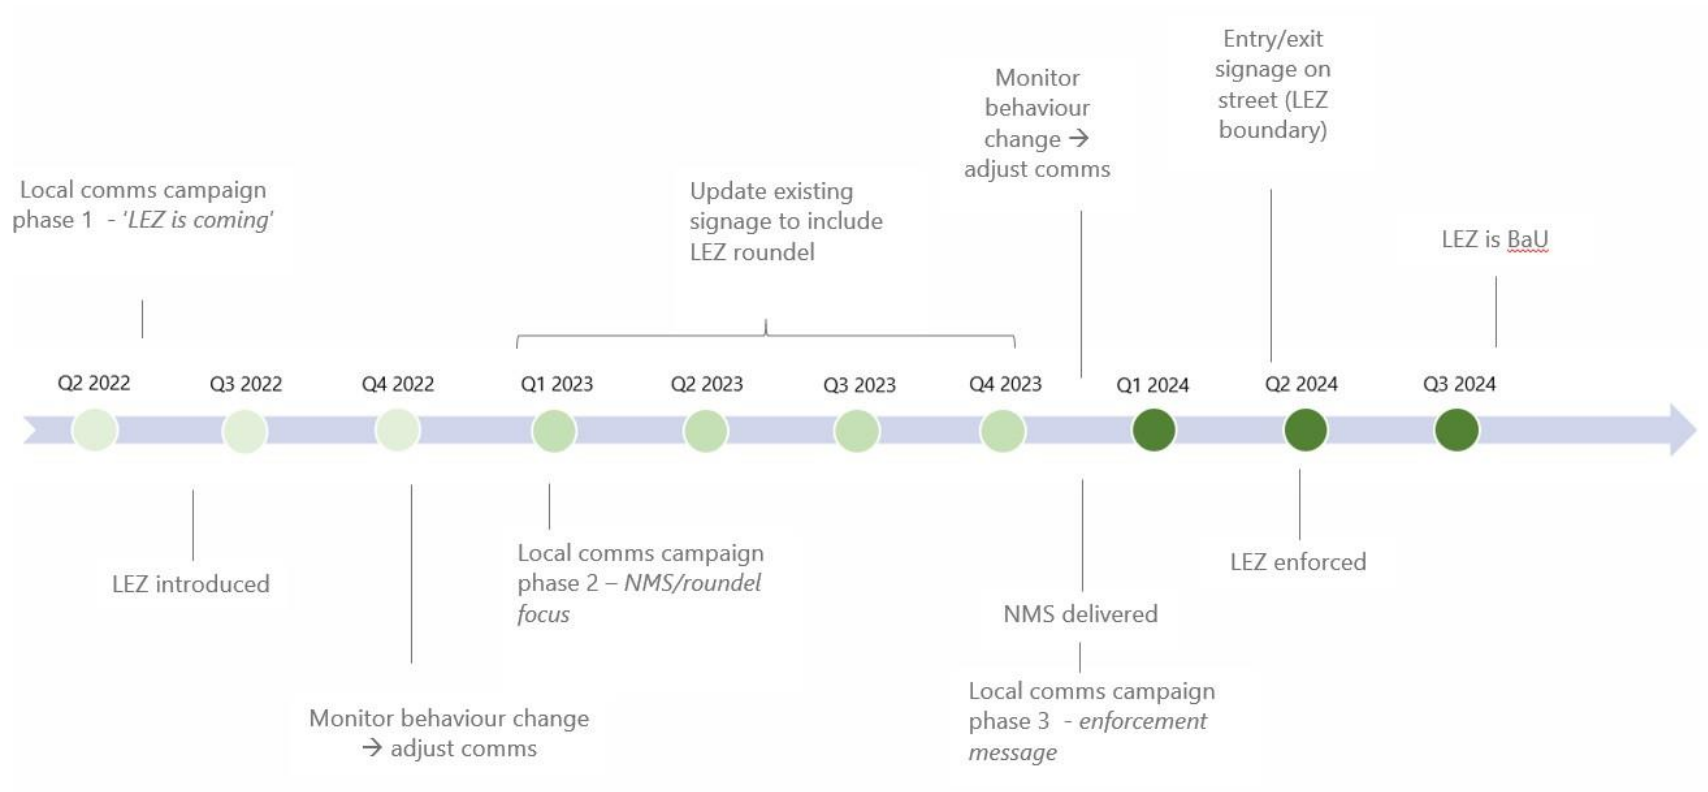 Entry/exit
signage on
street (LEZ
boundary)
Monitor
behaviour
change →
adjust comms
Local comms campaign
phase 1  - 'LEZ is coming'
Update existing
signage to include
LEZ roundel
LEZ is BaU
Q2 2022
Q3 2022
Q4 2022
Q1 2023
Q2 2023
Q3 2023
Q4 2023
Q1 2024
Q2 2024
Q3 2024
LEZ introduced
Monitor behaviour change
→ adjust comms
Local comms campaign
phase 2 – NMS/roundel
focus
NMS delivered
Local comms campaign
phase 3  - enforcement
message
LEZ enforced